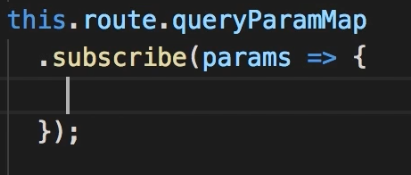 this.route.queryParamMap
.subscribe(params => {
});